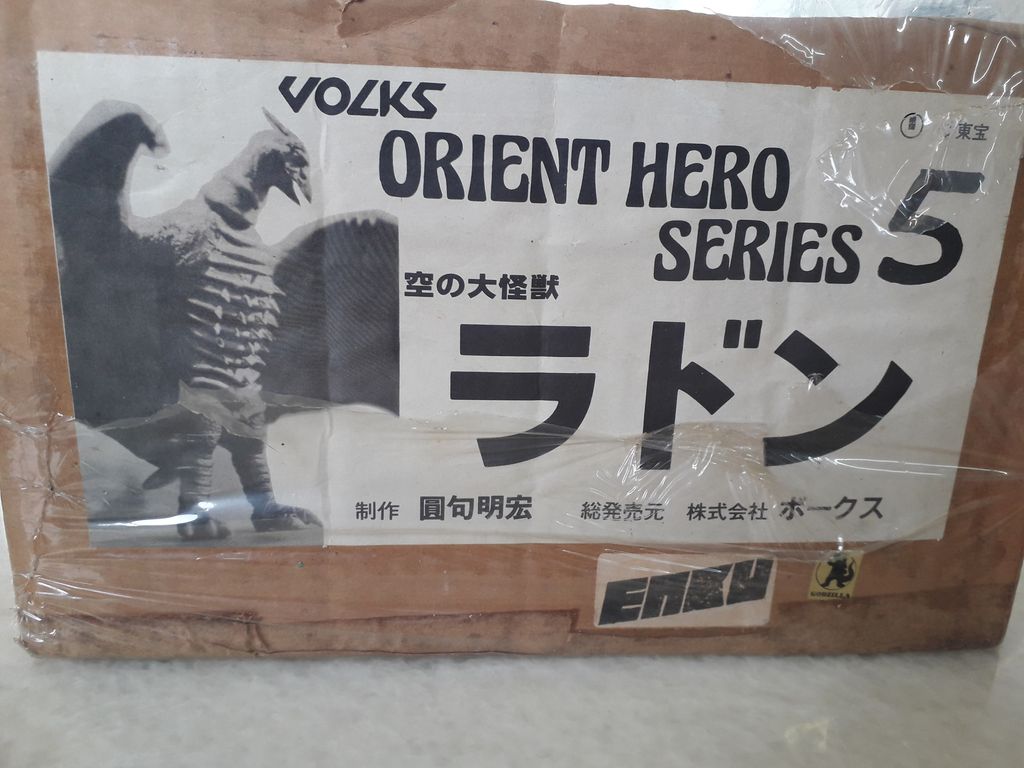 VOLKS
東宝
ORIENT HERO
SERIES 5
空の大怪獣
ラドン
制作 圓句明宏 総発売元 株式会社 ボークス
ENKU
GODZILLA